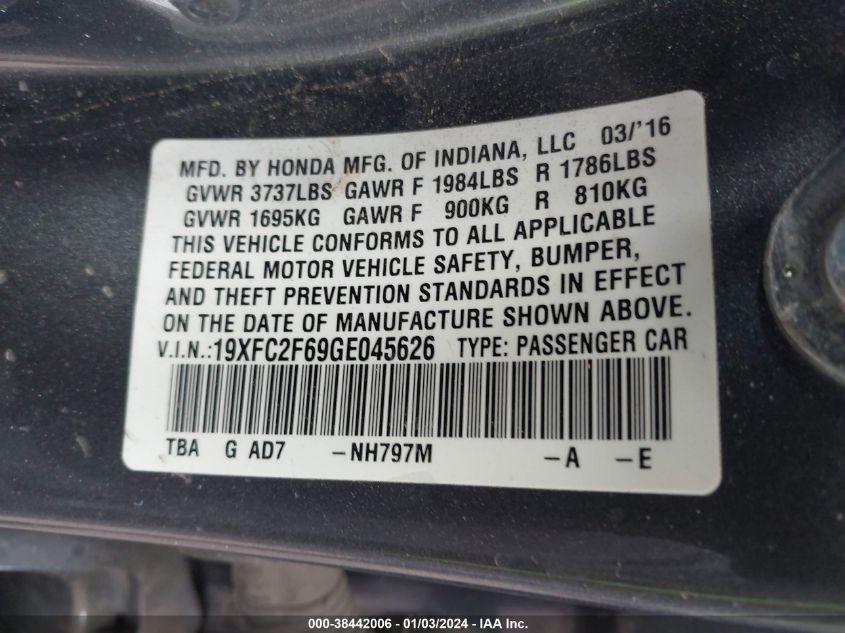 MFD. BY HONDA MFG. OF INDIANA, LLC 03/'16
GVWR 3737LBS GAWR F 1984LBS R 1786LBS
GVWR 1695KG GAWR F 900KG R 810KG
THIS VEHICLE CONFORMS TO ALL APPLICABLE
FEDERAL MOTOR VEHICLE SAFETY, BUMPER,
AND THEFT PREVENTION STANDARDS IN EFFECT
ON THE DATE OF MANUFACTURE SHOWN ABOVE.
V.I.N.:19XFC2F69GE045626 TYPE: PASSENGER CAR
TBA G AD7 -NH797M -A -E
000-38442006 - 01/03/2024 - © IAA Inc.